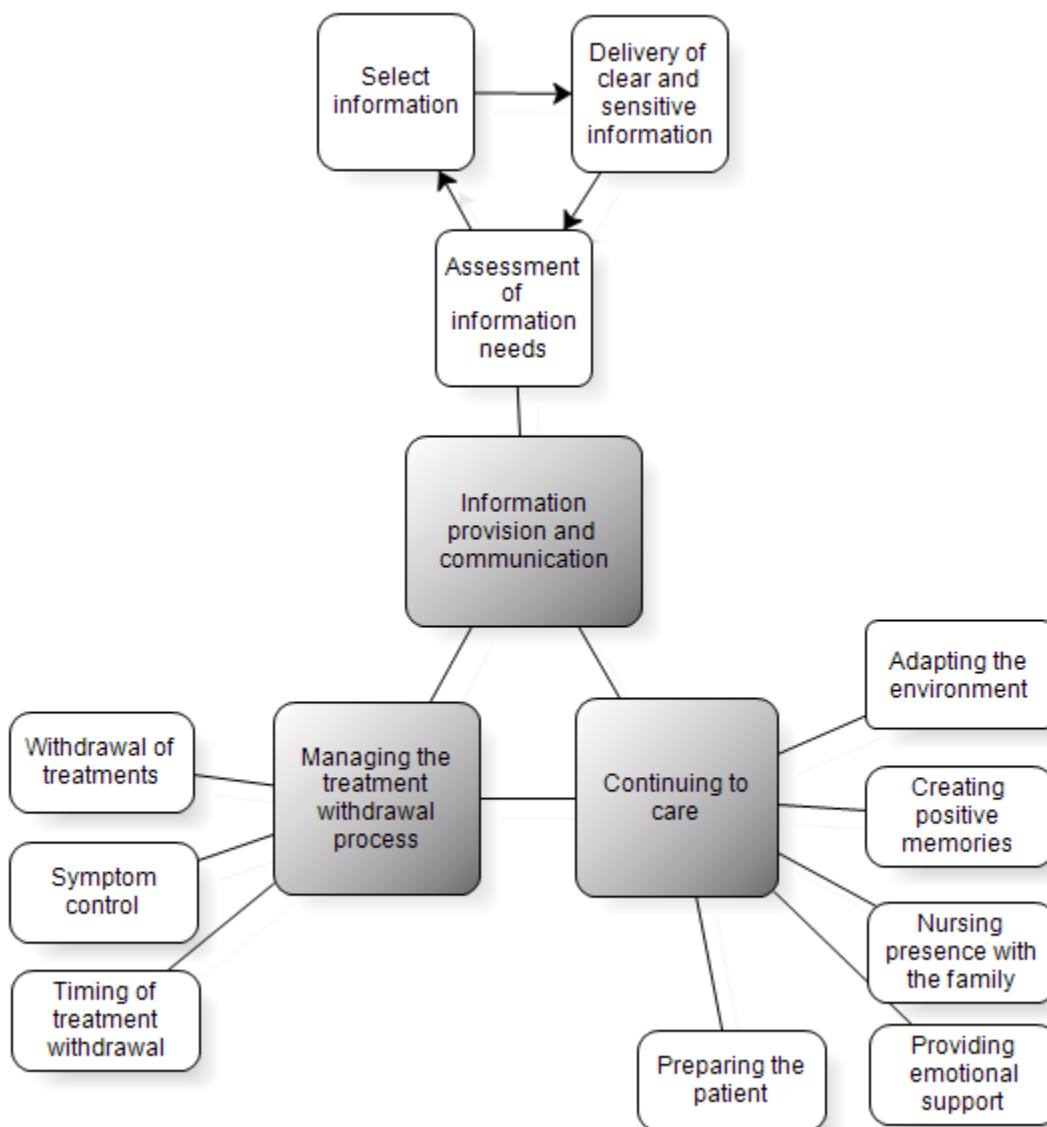 Select
information
Delivery of
clear and
sensitive
information
Assessment
of
information
needs
Information
provision and
communication
Managing the
treatment
withdrawal
process
Continuing to
care
Withdrawal of
treatments
Symptom
control
Timing of
treatment
withdrawal
Adapting the
environment
Creating
positive
memories
Nursing
presence with
the family
Providing
emotional
support
Preparing the
patient